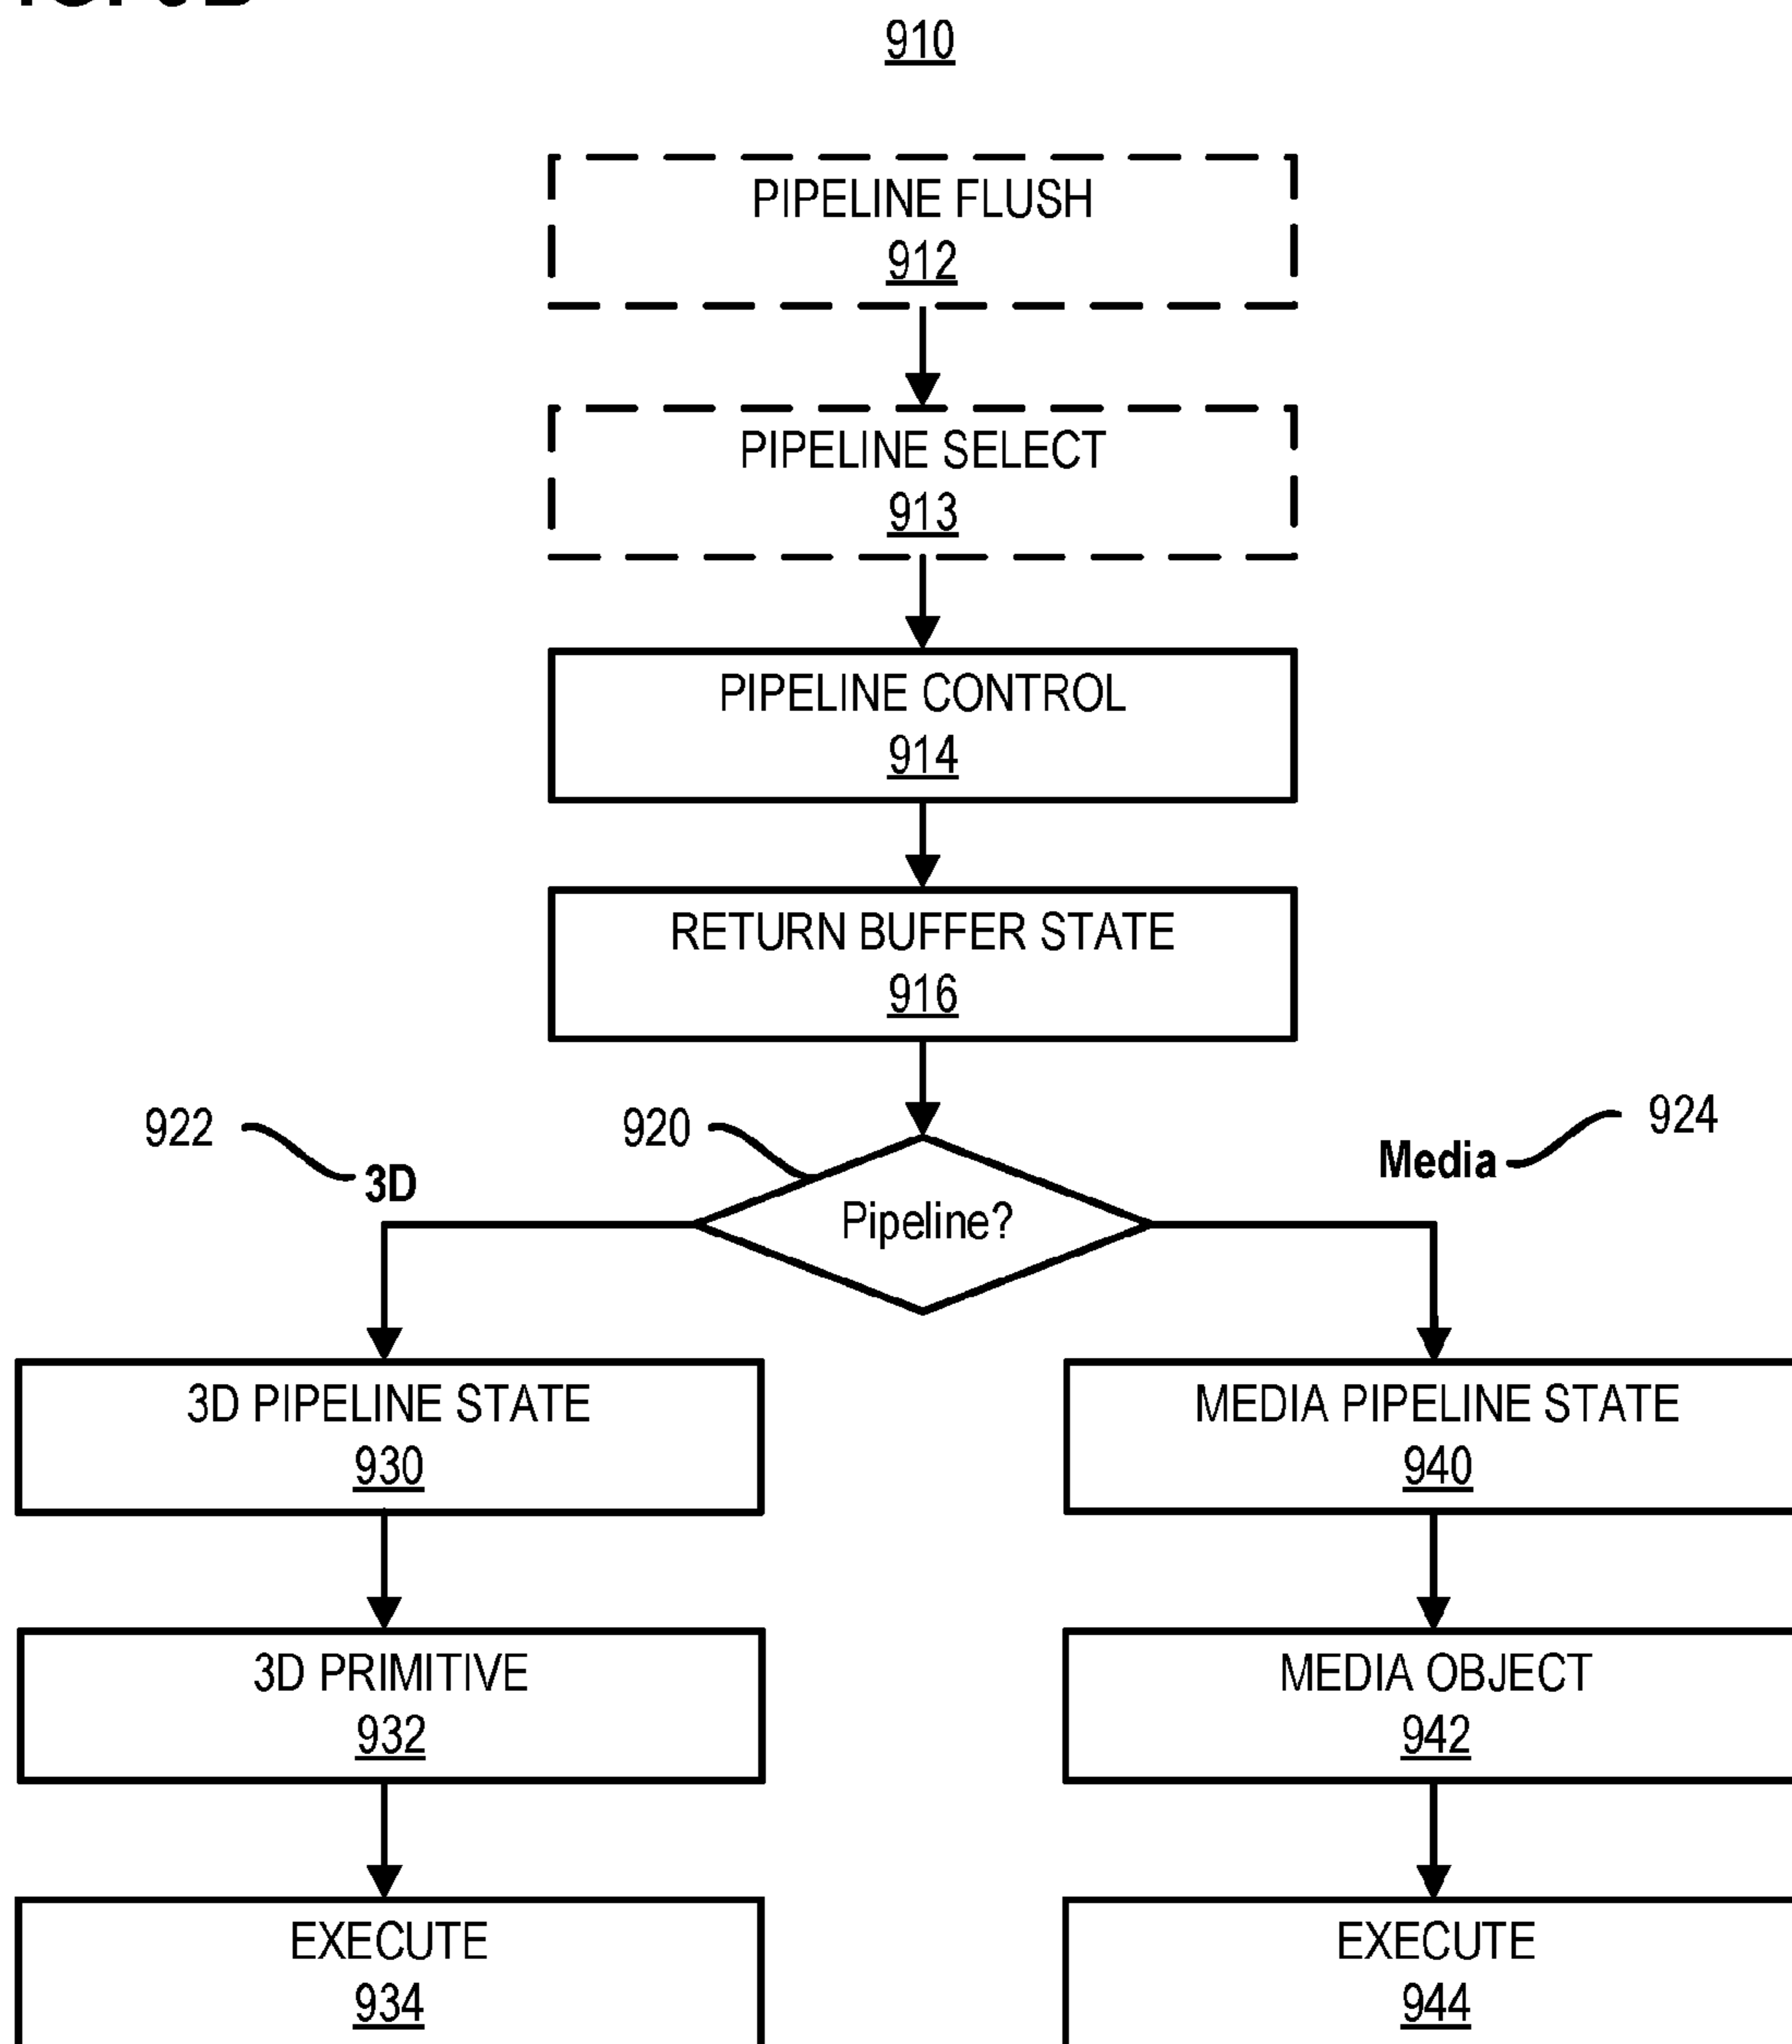 910
PIPELINE FLUSH
912
PIPELINE SELECT
913
PIPELINE CONTROL
914
RETURN BUFFER STATE
916
922
920
924
3D
Media
Pipeline?
3D PIPELINE STATE
930
MEDIA PIPELINE STATE
940
3D PRIMITIVE
932
MEDIA OBJECT
942
EXECUTE
934
EXECUTE
944